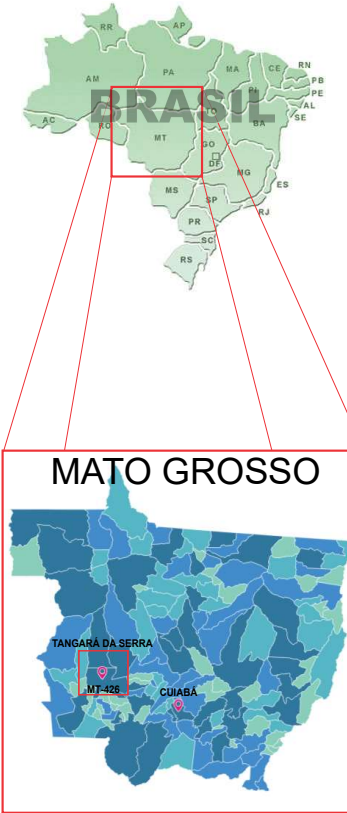 RR
AP
AM
PA
MA
CE
RN
PB
PI
PE
AL
SE
BRASIL
AC
RO
TO
BA
MT
GO
DF
MG
ES
MS
SP
RJ
PR
SC
RS
MATO GROSSO
TANGARÁ DA SERRA
MT-426
CUIABÁ